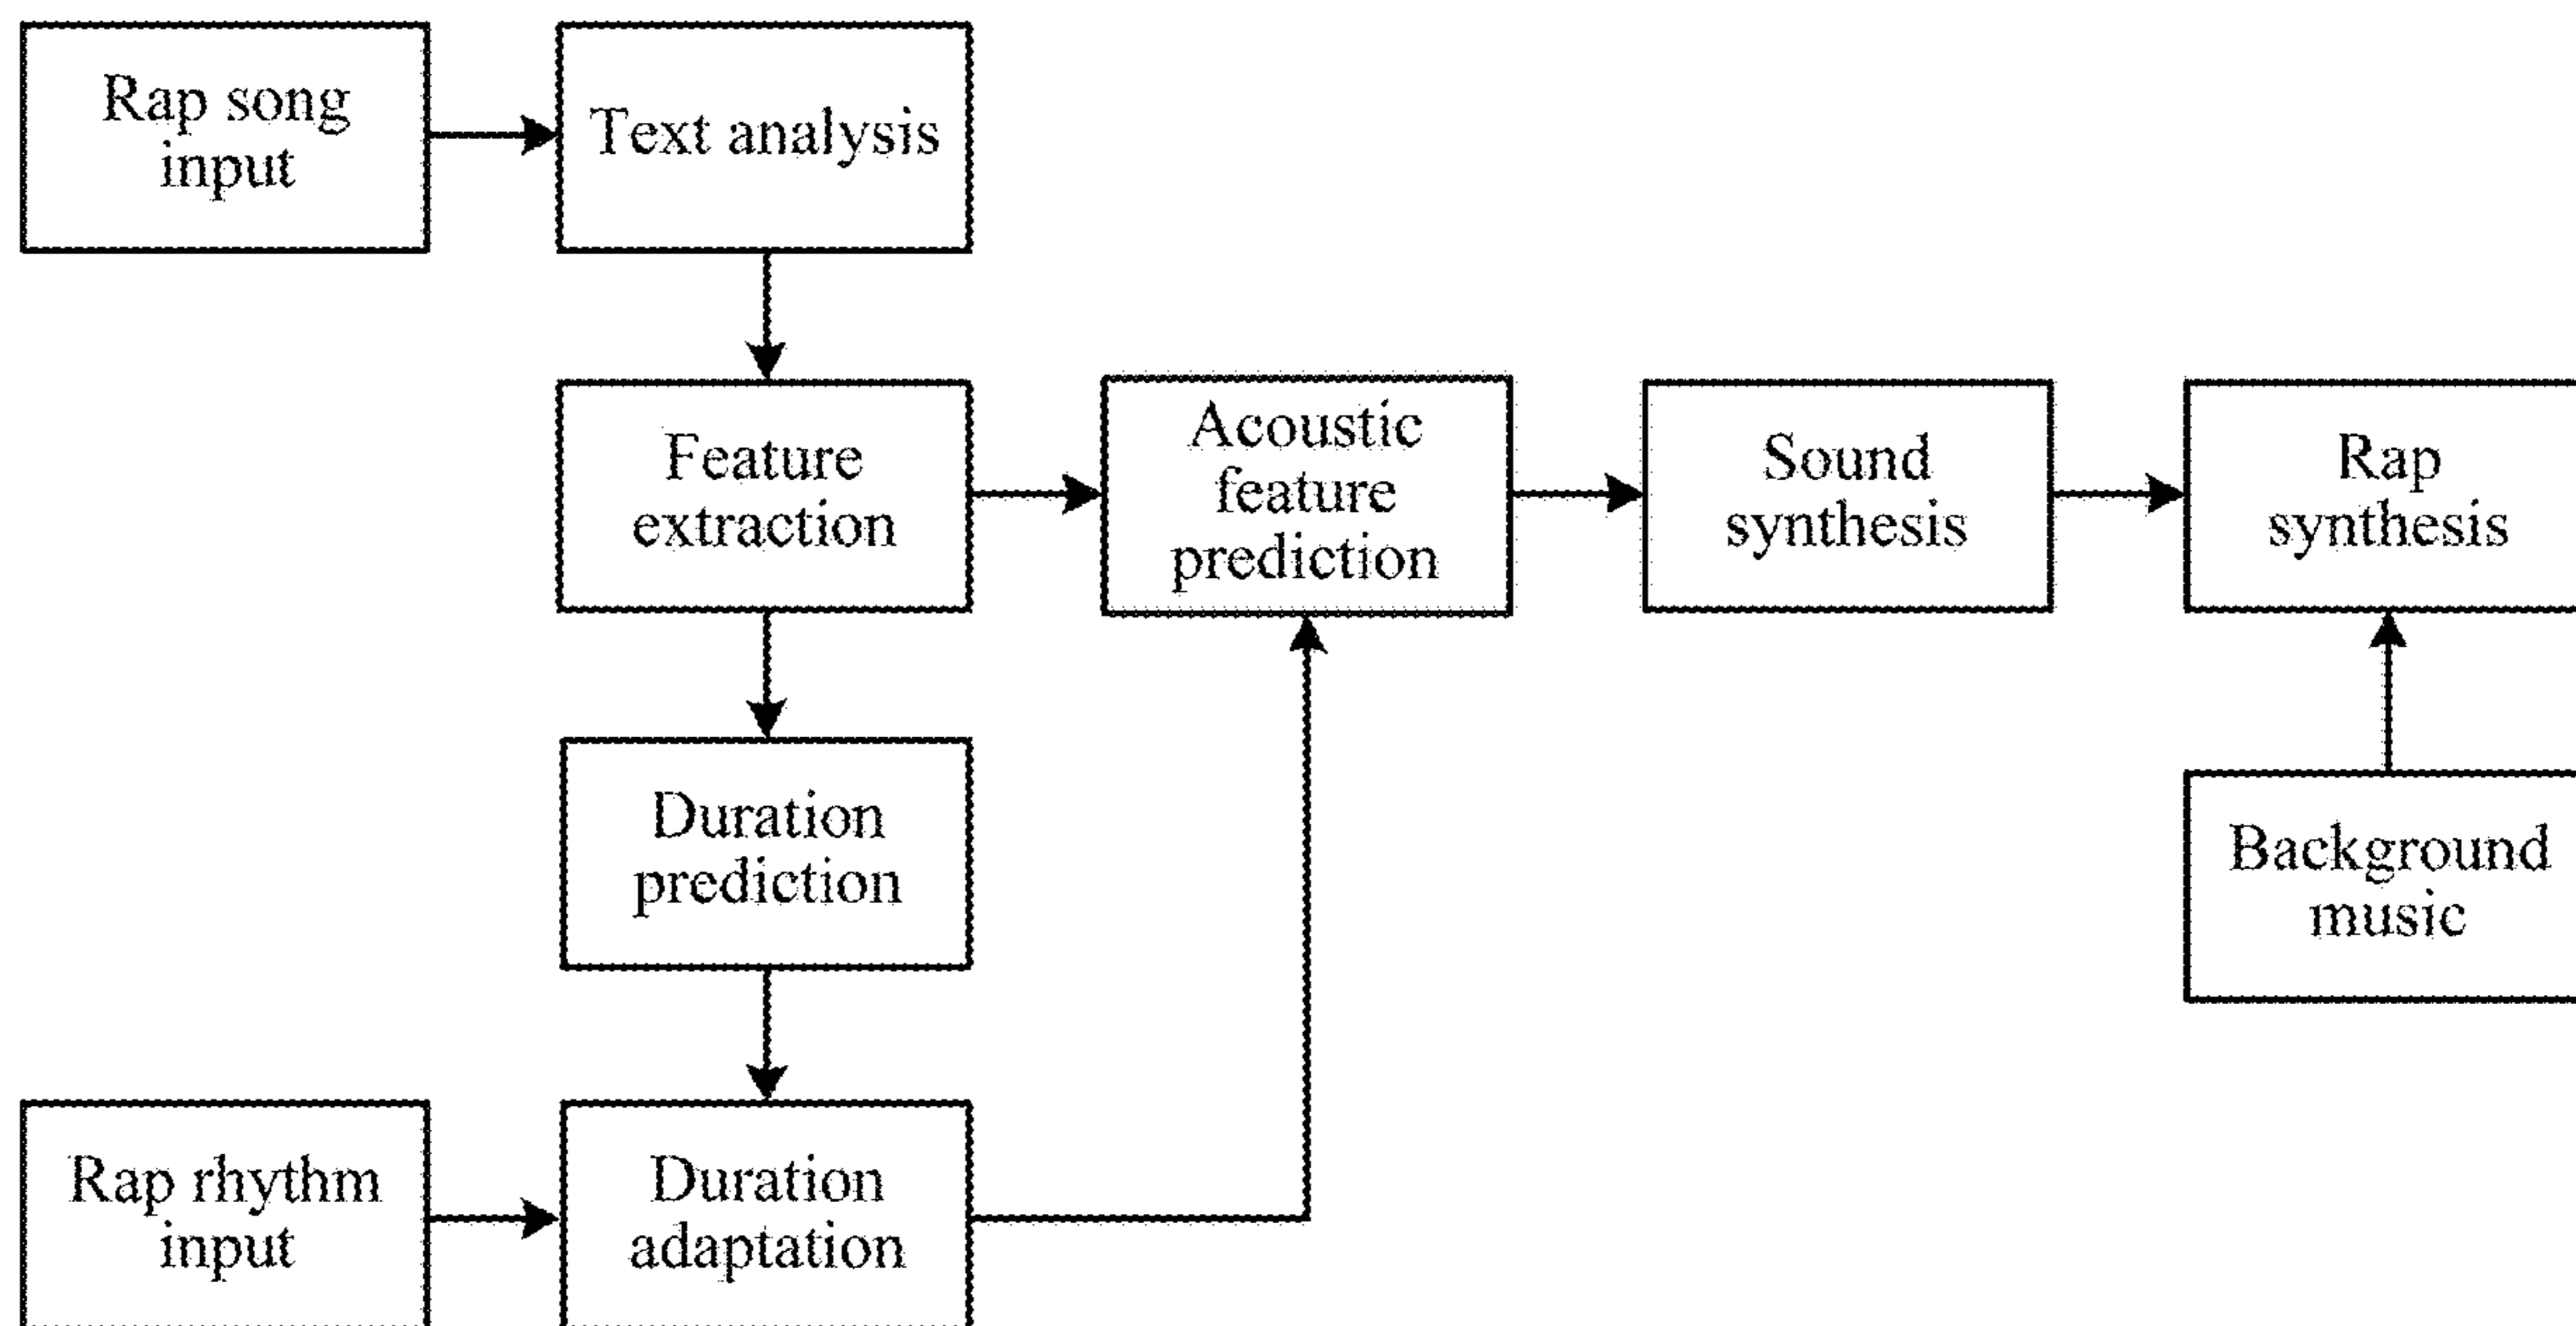 Rap song
input
Text analysis
Feature
extraction
Acoustic
feature
prediction
Sound
synthesis
Rap
synthesis
Duration
prediction
Background
music
Rap rhythm
input
Duration
adaptation